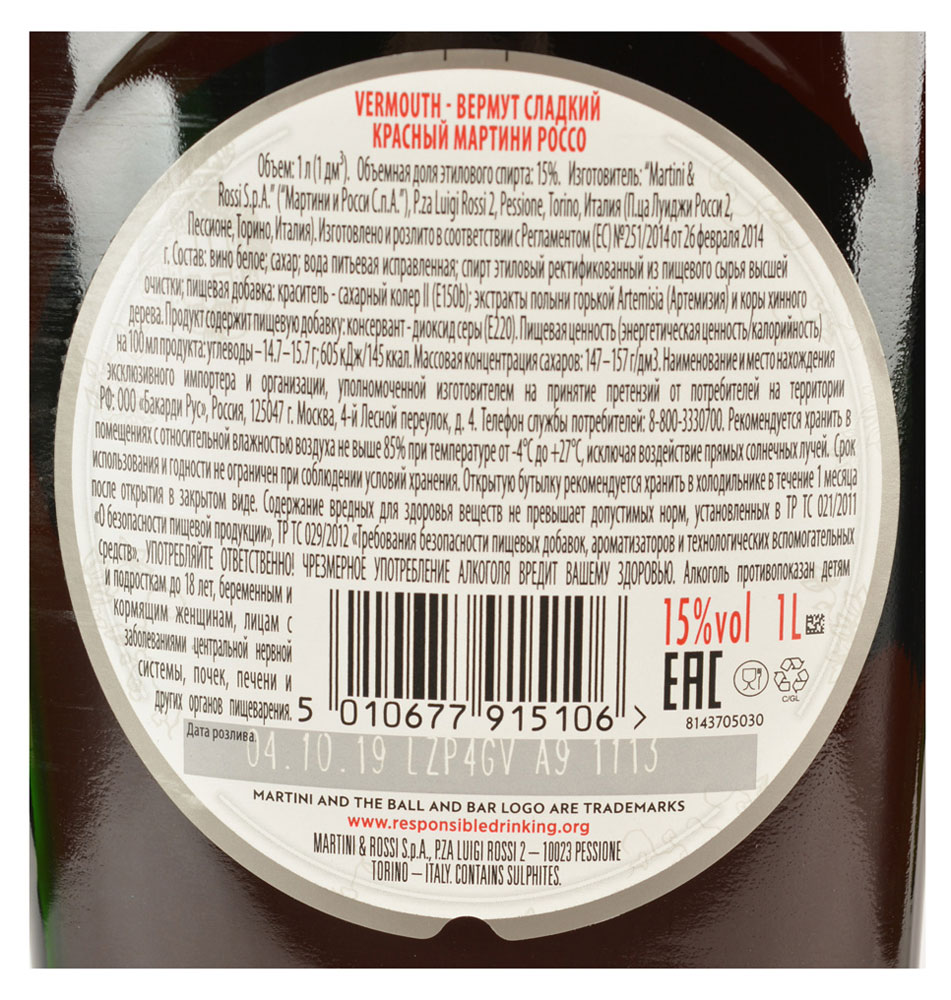 VERMOUTH - ВЕРМУТ СЛАДКИЙ
КРАСНЫЙ МАРТИНИ РОССО
Объем: 1 л (1 дм³). Объемная доля этилового спирта: 15%. Изготовитель: "Martini &
Rossi S.p.A." ("Мартини и Росси С.п.А."), P.za Luigi Rossi 2, Pessione, Torino, Италия (П.ца Луиджи Росси 2,
Пессионе, Торино, Италия). Изготовлено и розлито в соответствии с Регламентом (ЕС) №251/2014 от 26 февраля 2014
г. Состав: вино белое; сахар; вода питьевая исправленная; спирт этиловый ректификованный из пищевого сырья высшей
очистки; пищевая добавка: краситель - сахарный колер II (Е150b); экстракты полыни горькой Artemisia (Артемизия) и коры хинного
дерева. Продукт содержит пищевую добавку: консервант - диоксид серы (Е220). Пищевая ценность (энергетическая ценность/калорийность)
на 100 мл продукта: углеводы – 14.7 – 15.7 г; 605 кДж/145 ккал. Массовая концентрация сахаров: 147 – 157 г/дм3. Наименование и место нахождения
эксклюзивного импортера и организации, уполномоченной изготовителем на принятие претензий от потребителей на территории
РФ: ООО «Бакарди Рус», Россия, 125047 г. Москва, 4-й Лесной переулок, д. 4. Телефон службы потребителей: 8-800-3330700. Рекомендуется хранить в
помещениях с относительной влажностью воздуха не выше 85% при температуре от -4°C до +27°C, исключая воздействие прямых солнечных лучей. Срок
использования и годности не ограничен при соблюдении условий хранения. Открытую бутылку рекомендуется хранить в холодильнике в течение 1 месяца
после открытия в закрытом виде. Содержание вредных для здоровья веществ не превышает допустимых норм, установленных в ТР ТС 021/2011
«О безопасности пищевой продукции», ТР ТС 029/2012 «Требования безопасности пищевых добавок, ароматизаторов и технологических вспомогательных
средств». УПОТРЕБЛЯЙТЕ ОТВЕТСТВЕННО! ЧРЕЗМЕРНОЕ УПОТРЕБЛЕНИЕ АЛКОГОЛЯ ВРЕДИТ ВАШЕМУ ЗДОРОВЬЮ. Алкоголь противопоказан детям
и подросткам до 18 лет, беременным и
кормящим женщинам, лицам с
заболеваниями центральной нервной
системы, почек, печени и
других органов пищеварения.
15%vol 1L
EAC
C/GL
8143705030
5 010677 915106 >
Дата розлива.
04.10.19 LZP4GV A9 1113
MARTINI AND THE BALL AND BAR LOGO ARE TRADEMARKS
www.responsibledrinking.org
MARTINI & ROSSI S.p.A., P.ZA LUIGI ROSSI 2 – 10023 PESSIONE
TORINO – ITALY. CONTAINS SULPHITES.